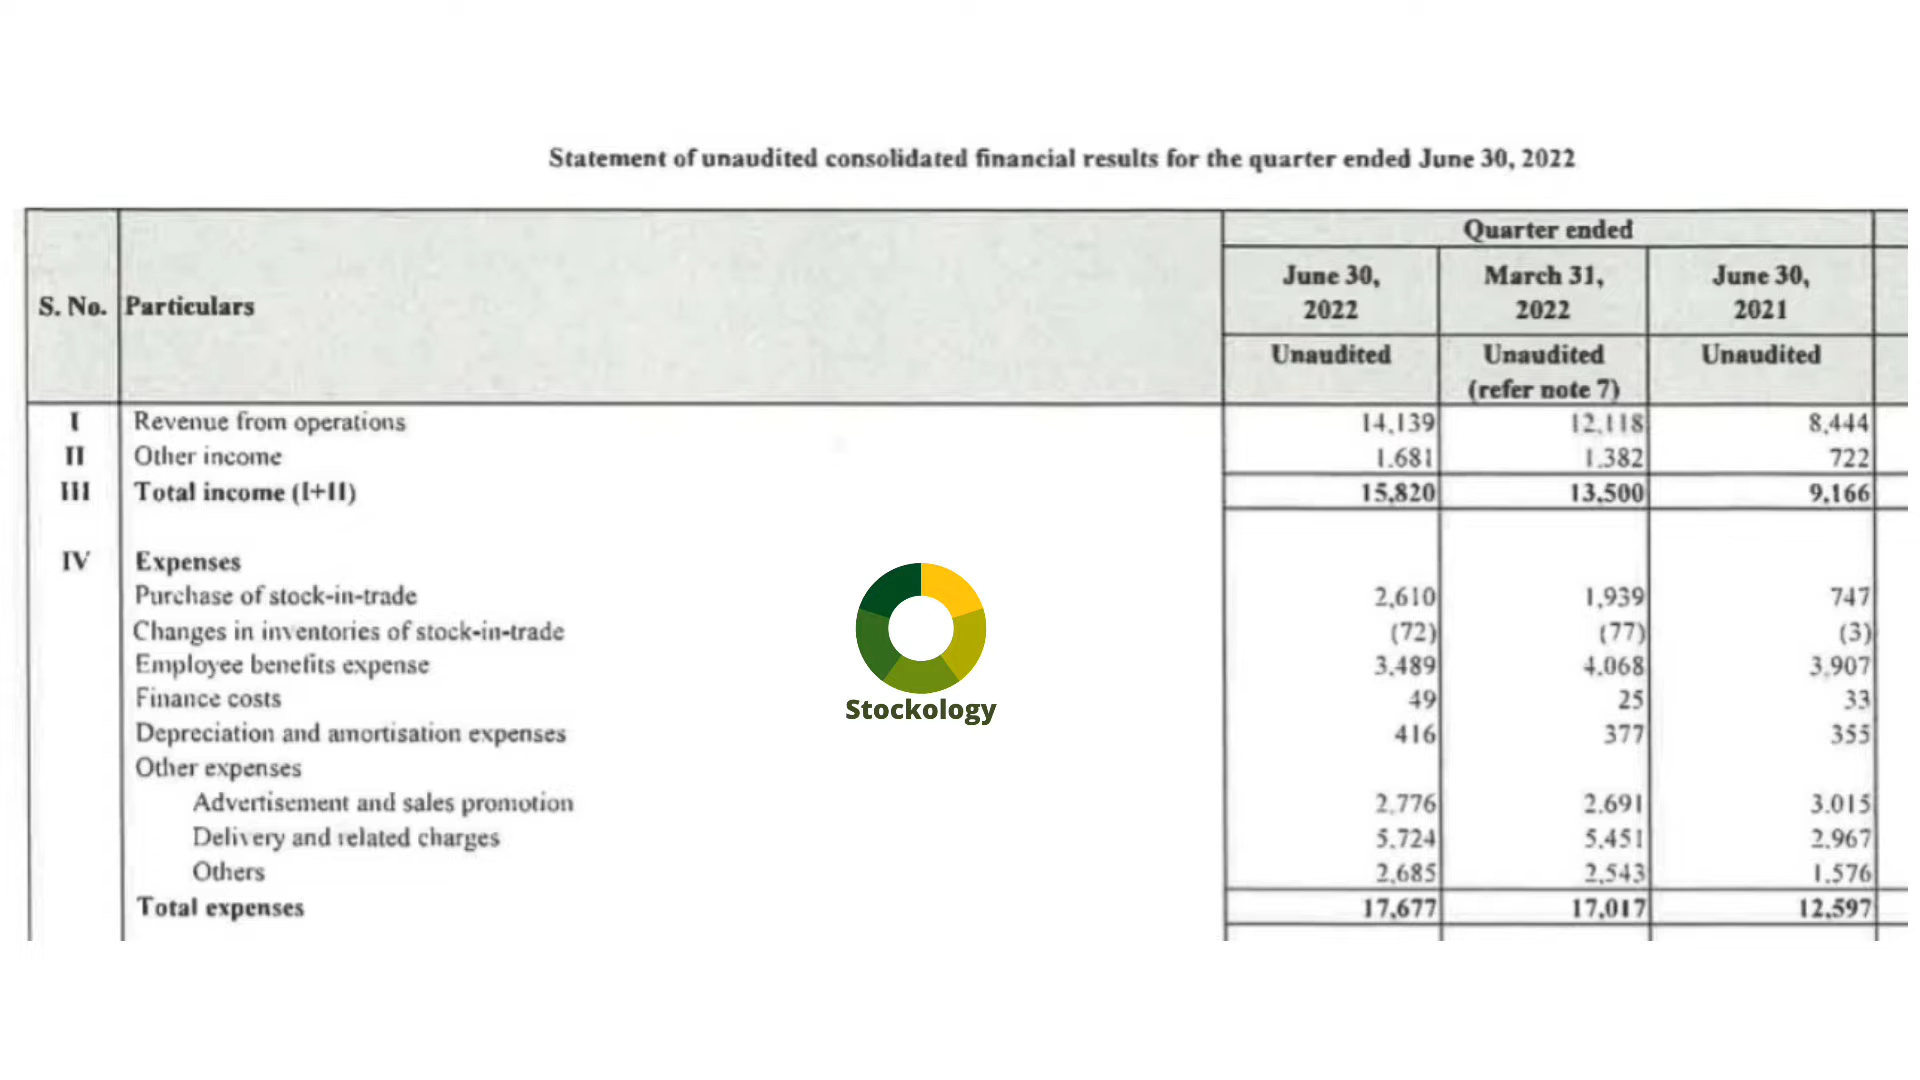 Statement of unaudited consolidated financial results for the quarter ended June 30, 2022
Quarter ended
S. No. Particulars June 30, 2022 March 31, 2022 June 30, 2021
Unaudited Unaudited (refer note 7) Unaudited
I Revenue from operations 14,139 12,118 8,444
II Other income 1.681 1.382 722
III Total income (I+II) 15,820 13,500 9,166
IV Expenses
Purchase of stock-in-trade 2,610 1,939 747
Changes in inventories of stock-in-trade (72) (77) (3)
Employee benefits expense 3,489 4.068 3,907
Finance costs 49 25 33
Depreciation and amortisation expenses 416 377 355
Other expenses
Advertisement and sales promotion 2.776 2.691 3.015
Delivery and related charges 5.724 5.451 2.967
Others 2,685 2,543 1.576
Total expenses 17,677 17,017 12,597
Stockology